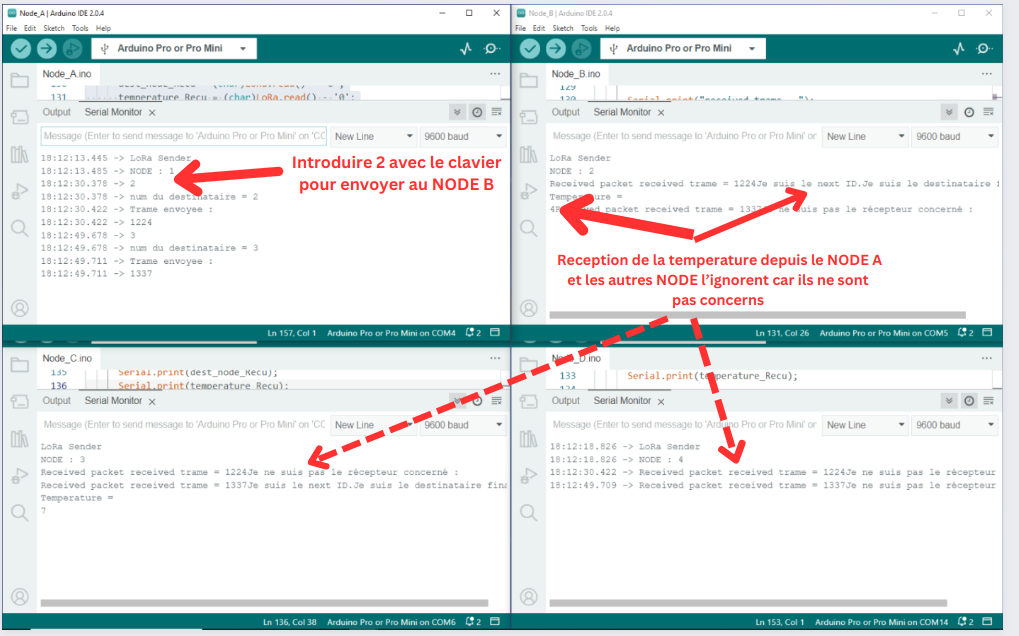 Node_A | Arduino IDE 2.0.4
File Edit Sketch Tools Help
Arduino Pro or Pro Mini
Node_A.ino
131 temperature_Recu = (char)LoRa.read() - '0';
Output Serial Monitor
Message (Enter to send message to 'Arduino Pro or Pro Mini' on 'CC
New Line
9600 baud
18:12:13.445 -> LoRa Sender
18:12:13.485 -> NODE : 1
18:12:30.378 -> 2
18:12:30.378 -> num du destinataire = 2
18:12:30.422 -> Trame envoyee :
18:12:30.422 -> 1224
18:12:49.678 -> 3
18:12:49.678 -> num du destinataire = 3
18:12:49.711 -> Trame envoyee :
18:12:49.711 -> 1337
Introduire 2 avec le clavier
pour envoyer au NODE B
Ln 157, Col 1 Arduino Pro or Pro Mini on COM4 2
Node_B | Arduino IDE 2.0.4
File Edit Sketch Tools Help
Arduino Pro or Pro Mini
Node_B.ino
129
130 Serial.print("received trame = ");
Output Serial Monitor
Message (Enter to send message to 'Arduino Pro or Pro Mini' or
New Line
9600 baud
LoRa Sender
NODE : 2
Received packet received trame = 1224Je suis le next ID.Je suis le destinataire
Temperature =
4Received packet received trame = 1337Je ne suis pas le récepteur concerné :
Reception de la temperature depuis le NODE A
et les autres NODE l'ignorent car ils ne sont
pas concerns
Ln 131, Col 26 Arduino Pro or Pro Mini on COM5 2
Node_C.ino
135 Serial.print(dest_node_Recu);
136 Serial.print(temperature_Recu);
Output Serial Monitor
Message (Enter to send message to 'Arduino Pro or Pro Mini' on 'CC
New Line
9600 baud
LoRa Sender
NODE : 3
Received packet received trame = 1224Je ne suis pas le récepteur concerné :
Received packet received trame = 1337Je suis le next ID.Je suis le destinataire fina
Temperature =
7
Ln 136, Col 38 Arduino Pro or Pro Mini on COM6 2
Node_D.ino
133 Serial.print(temperature_Recu);
134
Output Serial Monitor
Message (Enter to send message to 'Arduino Pro or Pro Mini' or
New Line
9600 baud
18:12:18.826 -> LoRa Sender
18:12:18.826 -> NODE : 4
18:12:30.422 -> Received packet received trame = 1224Je ne suis pas le récepteur
18:12:49.709 -> Received packet received trame = 1337Je ne suis pas le récepteur
Ln 153, Col 1 Arduino Pro or Pro Mini on COM14 2